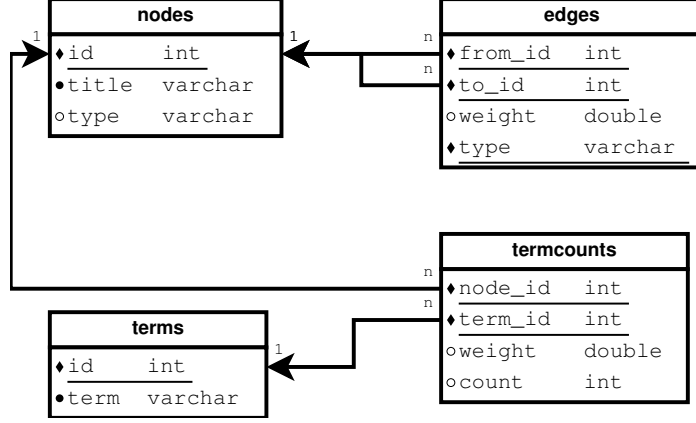 nodes
1
id int
title varchar
type varchar
edges
1
n
from_id int
n
to_id int
weight double
type varchar
termcounts
n
node_id int
n
term_id int
weight double
count int
terms
1
id int
term varchar